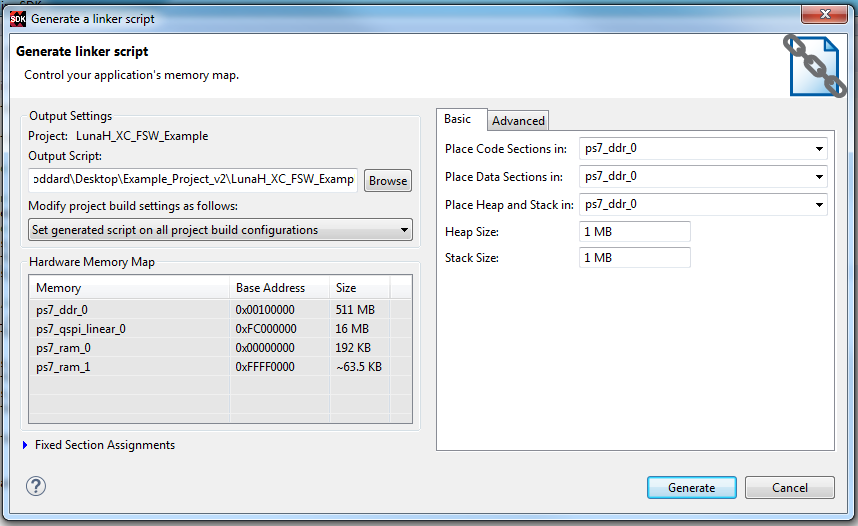 SDK Generate a linker script
Generate linker script
Control your application's memory map.
Output Settings
Project: LunaH_XC_FSW_Example
Output Script:
oddard\Desktop\Example_Project_v2\LunaH_XC_FSW_Examp Browse
Modify project build settings as follows:
Set generated script on all project build configurations
Hardware Memory Map
Memory Base Address Size
ps7_ddr_0 0x00100000 511 MB
ps7_qspi_linear_0 0xFC000000 16 MB
ps7_ram_0 0x00000000 192 KB
ps7_ram_1 0xFFFF0000 ~63.5 KB
Fixed Section Assignments
Basic Advanced
Place Code Sections in: ps7_ddr_0
Place Data Sections in: ps7_ddr_0
Place Heap and Stack in: ps7_ddr_0
Heap Size: 1 MB
Stack Size: 1 MB
? Generate Cancel